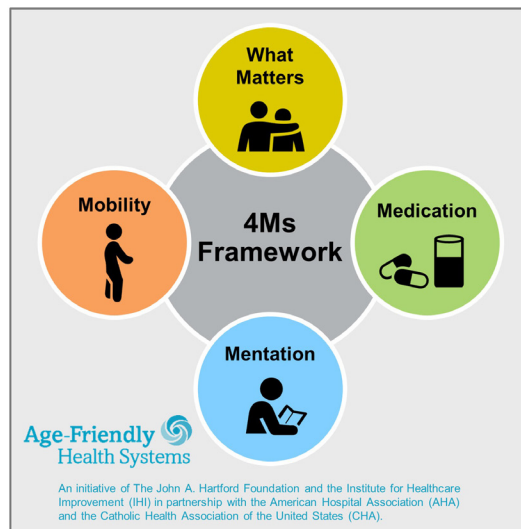 What
Matters
Mobility
4Ms
Framework
Medication
Mentation
Age-Friendly
Health Systems
An initiative of The John A. Hartford Foundation and the Institute for Healthcare
Improvement (IHI) in partnership with the American Hospital Association (AHA)
and the Catholic Health Association of the United States (CHA).